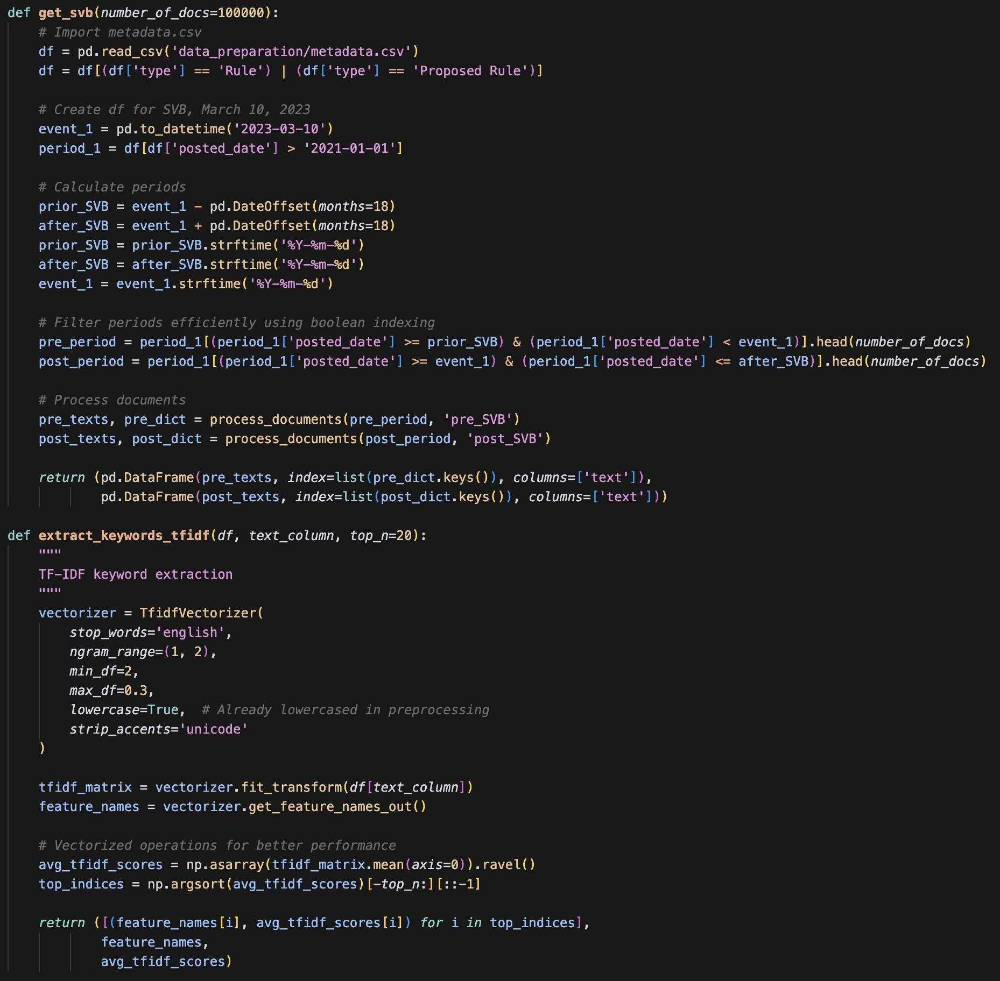 def get_svb(number_of_docs=100000):
    # Import metadata.csv
    df = pd.read_csv('data_preparation/metadata.csv')
    df = df[(df['type'] == 'Rule') | (df['type'] == 'Proposed Rule')]

    # Create df for SVB, March 10, 2023
    event_1 = pd.to_datetime('2023-03-10')
    period_1 = df[df['posted_date'] > '2021-01-01']

    # Calculate periods
    prior_SVB = event_1 - pd.DateOffset(months=18)
    after_SVB = event_1 + pd.DateOffset(months=18)
    prior_SVB = prior_SVB.strftime('%Y-%m-%d')
    after_SVB = after_SVB.strftime('%Y-%m-%d')
    event_1 = event_1.strftime('%Y-%m-%d')

    # Filter periods efficiently using boolean indexing
    pre_period = period_1[(period_1['posted_date'] >= prior_SVB) & (period_1['posted_date'] < event_1)].head(number_of_docs)
    post_period = period_1[(period_1['posted_date'] >= event_1) & (period_1['posted_date'] <= after_SVB)].head(number_of_docs)

    # Process documents
    pre_texts, pre_dict = process_documents(pre_period, 'pre_SVB')
    post_texts, post_dict = process_documents(post_period, 'post_SVB')

    return (pd.DataFrame(pre_texts, index=list(pre_dict.keys()), columns=['text']),
            pd.DataFrame(post_texts, index=list(post_dict.keys()), columns=['text']))

def extract_keywords_tfidf(df, text_column, top_n=20):
    """
    TF-IDF keyword extraction
    """
    vectorizer = TfidfVectorizer(
        stop_words='english',
        ngram_range=(1, 2),
        min_df=2,
        max_df=0.3,
        lowercase=True,  # Already lowercased in preprocessing
        strip_accents='unicode'
    )

    tfidf_matrix = vectorizer.fit_transform(df[text_column])
    feature_names = vectorizer.get_feature_names_out()

    # Vectorized operations for better performance
    avg_tfidf_scores = np.asarray(tfidf_matrix.mean(axis=0)).ravel()
    top_indices = np.argsort(avg_tfidf_scores)[-top_n:][::-1]

    return ([(feature_names[i], avg_tfidf_scores[i]) for i in top_indices],
            feature_names,
            avg_tfidf_scores)